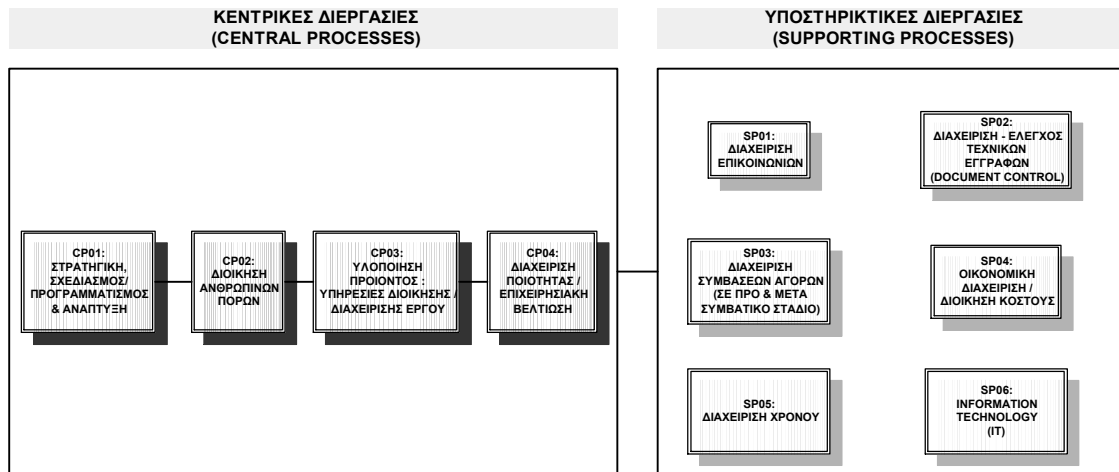 ΚΕΝΤΡΙΚΕΣ ΔΙΕΡΓΑΣΙΕΣ
(CENTRAL PROCESSES)
ΥΠΟΣΤΗΡΙΚΤΙΚΕΣ ΔΙΕΡΓΑΣΙΕΣ
(SUPPORTING PROCESSES)
CP01:
ΣΤΡΑΤΗΓΙΚΗ,
ΣΧΕΔΙΑΣΜΟΣ/
ΠΡΟΓΡΑΜΜΑΤΙΣΜΟΣ
& ΑΝΑΠΤΥΞΗ
CP02:
ΔΙΟΙΚΗΣΗ
ΑΝΘΡΩΠΙΝΩΝ
ΠΟΡΩΝ
CP03:
ΥΛΟΠΟΙΗΣΗ
ΠΡΟΙΟΝΤΟΣ :
ΥΠΗΡΕΣΙΕΣ ΔΙΟΙΚΗΣΗΣ /
ΔΙΑΧΕΙΡΙΣΗΣ ΕΡΓΟΥ
CP04:
ΔΙΑΧΕΙΡΙΣΗ
ΠΟΙΟΤΗΤΑΣ /
ΕΠΙΧΕΙΡΗΣΙΑΚΗ
ΒΕΛΤΙΩΣΗ
SP01:
ΔΙΑΧΕΙΡΙΣΗ
ΕΠΙΚΟΙΝΩΝΙΩΝ
SP02:
ΔΙΑΧΕΙΡΙΣΗ - ΕΛΕΓΧΟΣ
ΤΕΧΝΙΚΩΝ
ΕΓΓΡΑΦΩΝ
(DOCUMENT CONTROL)
SP03:
ΔΙΑΧΕΙΡΙΣΗ
ΣΥΜΒΑΣΕΩΝ ΑΓΟΡΩΝ
(ΣΕ ΠΡΟ & ΜΕΤΑ
ΣΥΜΒΑΤΙΚΟ ΣΤΑΔΙΟ)
SP04:
ΟΙΚΟΝΟΜΙΚΗ
ΔΙΑΧΕΙΡΙΣΗ /
ΔΙΟΙΚΗΣΗ ΚΟΣΤΟΥΣ
SP05:
ΔΙΑΧΕΙΡΙΣΗ ΧΡΟΝΟΥ
SP06:
INFORMATION
TECHNOLOGY
(IT)